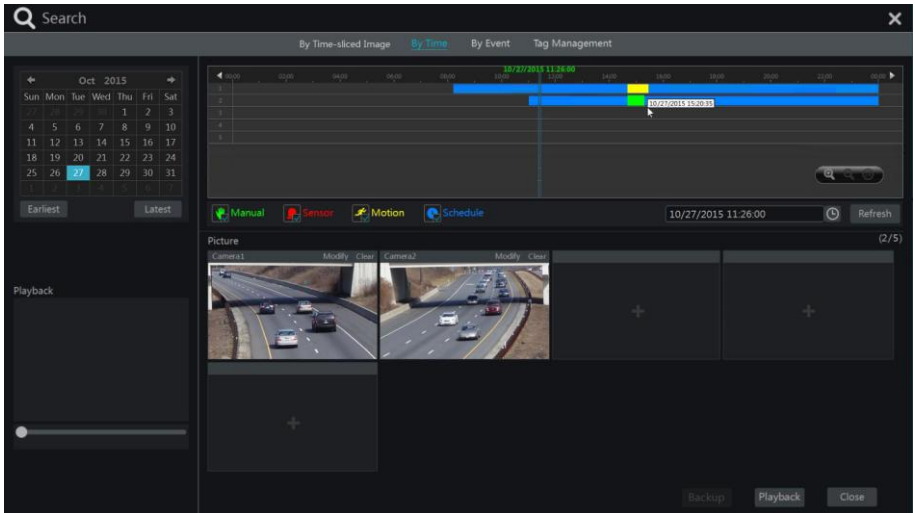 Search
By Time-sliced Image By Time By Event Tag Management
Oct 2015
Sun Mon Tue Wed Thu Fri Sat
27 28 29 30 1 2 3
4 5 6 7 8 9 10
11 12 13 14 15 16 17
18 19 20 21 22 23 24
25 26 27 28 29 30 31
1 2 3 4 5 6 7
Earliest Latest
10/27/2015 11:26:00
00:00 02:00 04:00 06:00 08:00 10:00 12:00 14:00 16:00 18:00 20:00 22:00 00:00
1
2
10/27/2015 15:20:35
3
4
5
Manual Sensor Motion Schedule
10/27/2015 11:26:00 Refresh
Picture (2/5)
Camera1 Modify Clear Camera2 Modify Clear
Playback
Backup Playback Close